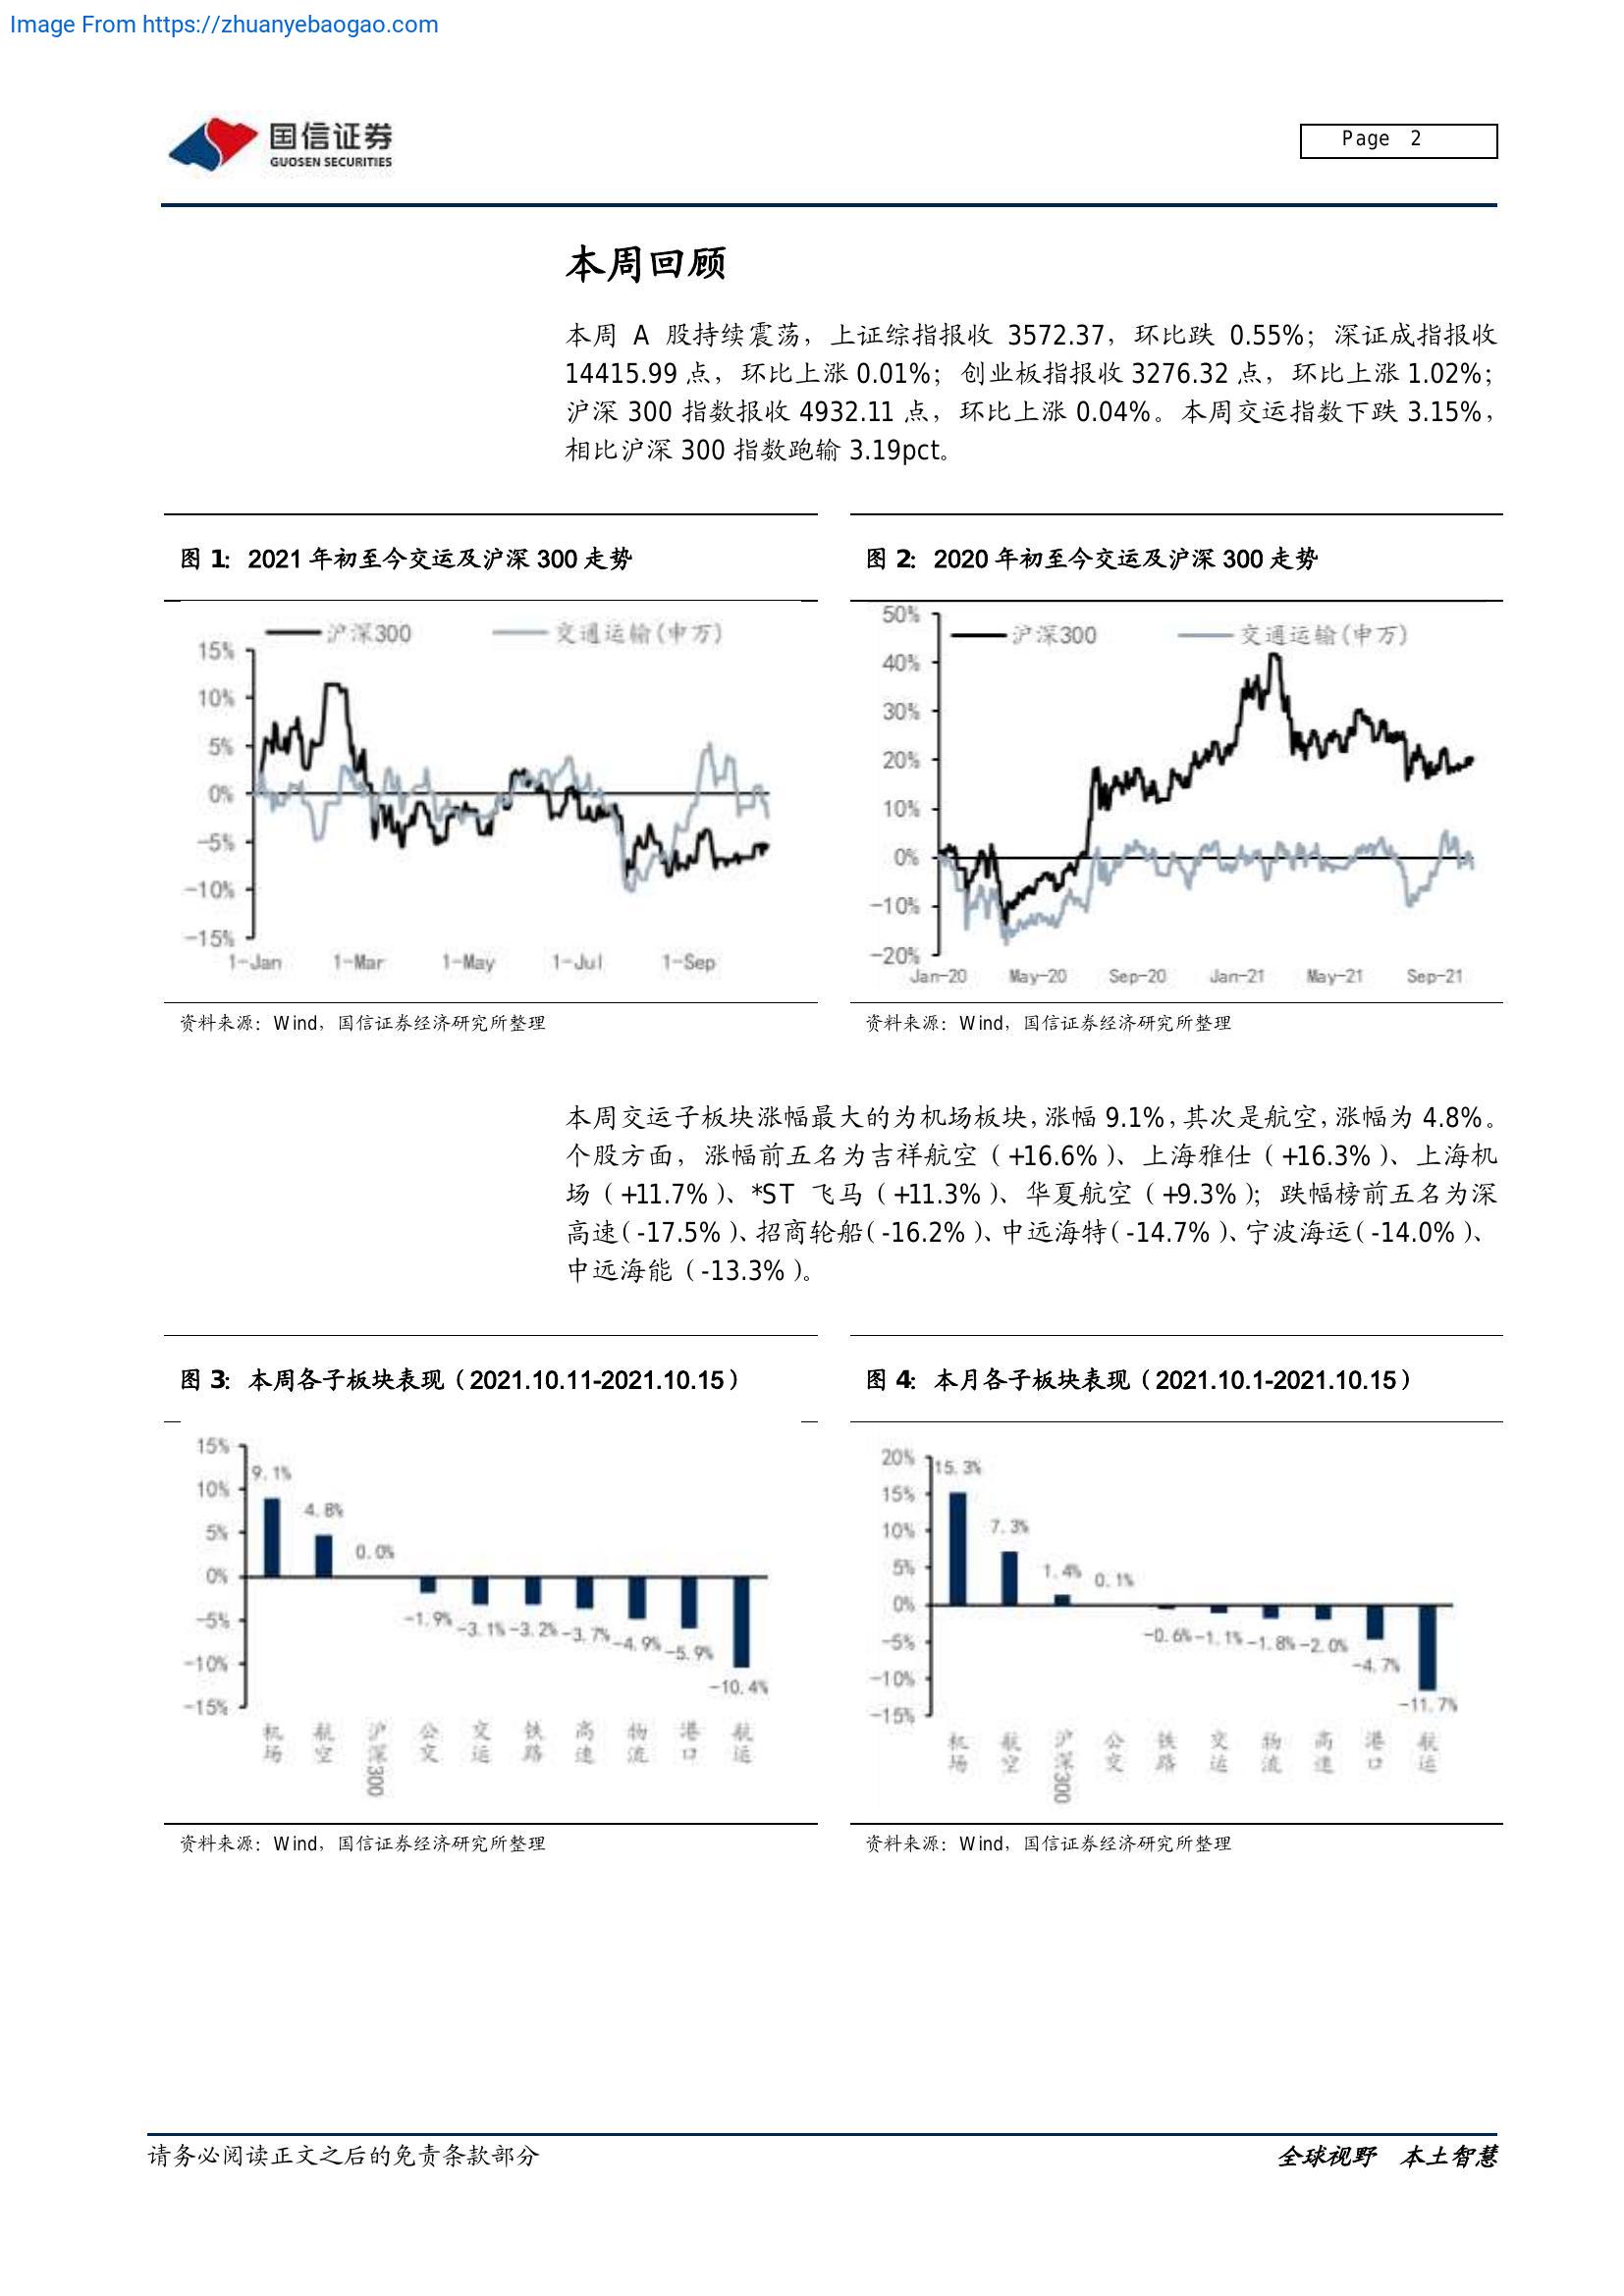 Image From https://zhuanyebaogao.com
国信证券
GUOSEN SECURITIES
Page 2
本周回顾
本周 A 股持续震荡，上证综指报收 3572.37，环比跌 0.55%；深证成指报收
14415.99 点，环比上涨 0.01%；创业板指报收 3276.32 点，环比上涨 1.02%；
沪深 300 指数报收 4932.11 点，环比上涨 0.04%。本周交运指数下跌 3.15%，
相比沪深 300 指数跑输 3.19pct。
图 1：2021 年初至今交运及沪深 300 走势
沪深300 交通运输(申万)
15%
10%
5%
0%
-5%
-10%
-15%
1-Jan 1-Mar 1-May 1-Jul 1-Sep
资料来源：Wind，国信证券经济研究所整理
图 2：2020 年初至今交运及沪深 300 走势
沪深300 交通运输(申万)
50%
40%
30%
20%
10%
0%
-10%
-20%
Jan-20 May-20 Sep-20 Jan-21 May-21 Sep-21
资料来源：Wind，国信证券经济研究所整理
本周交运子板块涨幅最大的为机场板块，涨幅 9.1%，其次是航空，涨幅为 4.8%。
个股方面，涨幅前五名为吉祥航空（+16.6%）、上海雅仕（+16.3%）、上海机
场（+11.7%）、*ST 飞马（+11.3%）、华夏航空（+9.3%）；跌幅榜前五名为深
高速（-17.5%）、招商轮船（-16.2%）、中远海特（-14.7%）、宁波海运（-14.0%）、
中远海能（-13.3%）。
图 3：本周各子板块表现（2021.10.11-2021.10.15）
15%
10%
5%
0%
-5%
-10%
-15%
9.1% 4.8% 0.0% -1.9% -3.1% -3.2% -3.7% -4.9% -5.9% -10.4%
机场 航空 沪深300 公交 交运 铁路 高速 物流 港口 航运
资料来源：Wind，国信证券经济研究所整理
图 4：本月各子板块表现（2021.10.1-2021.10.15）
20%
15%
10%
5%
0%
-5%
-10%
-15%
15.3% 7.3% 1.4% 0.1% -0.6% -1.1% -1.8% -2.0% -4.7% -11.7%
机场 航空 沪深300 公交 铁路 交运 物流 高速 港口 航运
资料来源：Wind，国信证券经济研究所整理
请务必阅读正文之后的免责条款部分
全球视野 本土智慧